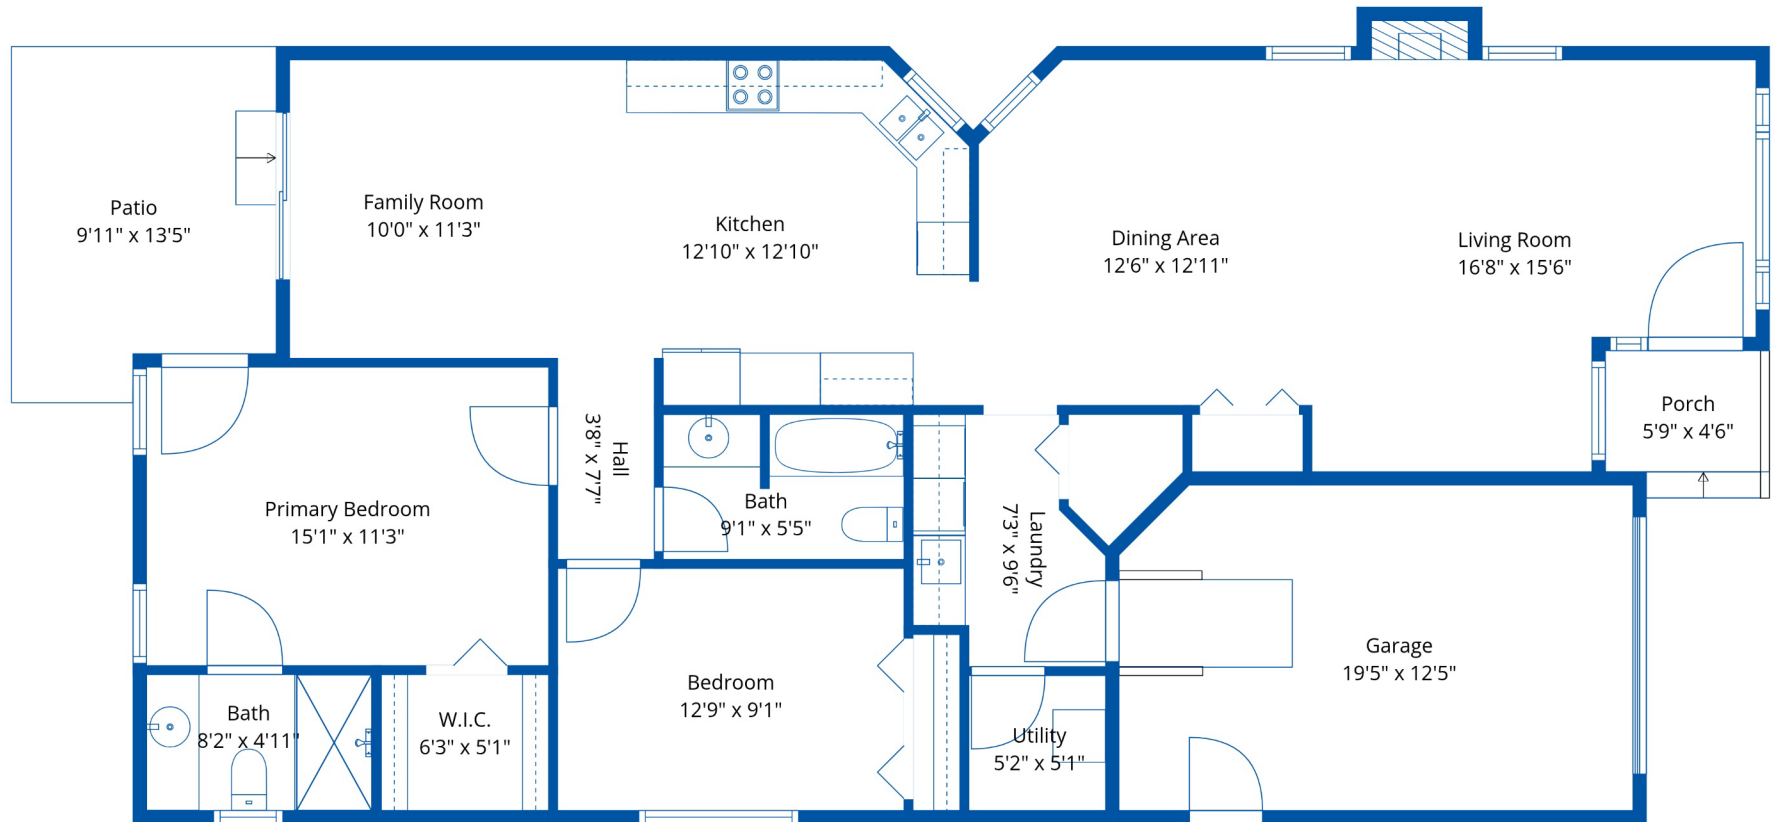 Patio
9'11" x 13'5"
Family Room
10'0" x 11'3"
Kitchen
12'10" x 12'10"
Dining Area
12'6" x 12'11"
Living Room
16'8" x 15'6"
Porch
5'9" x 4'6"
Hall
3'8" x 7'7"
Primary Bedroom
15'1" x 11'3"
Bath
9'1" x 5'5"
Laundry
7'3" x 9'6"
Garage
19'5" x 12'5"
Bedroom
12'9" x 9'1"
Bath
8'2" x 4'11"
W.I.C.
6'3" x 5'1"
Utility
5'2" x 5'1"